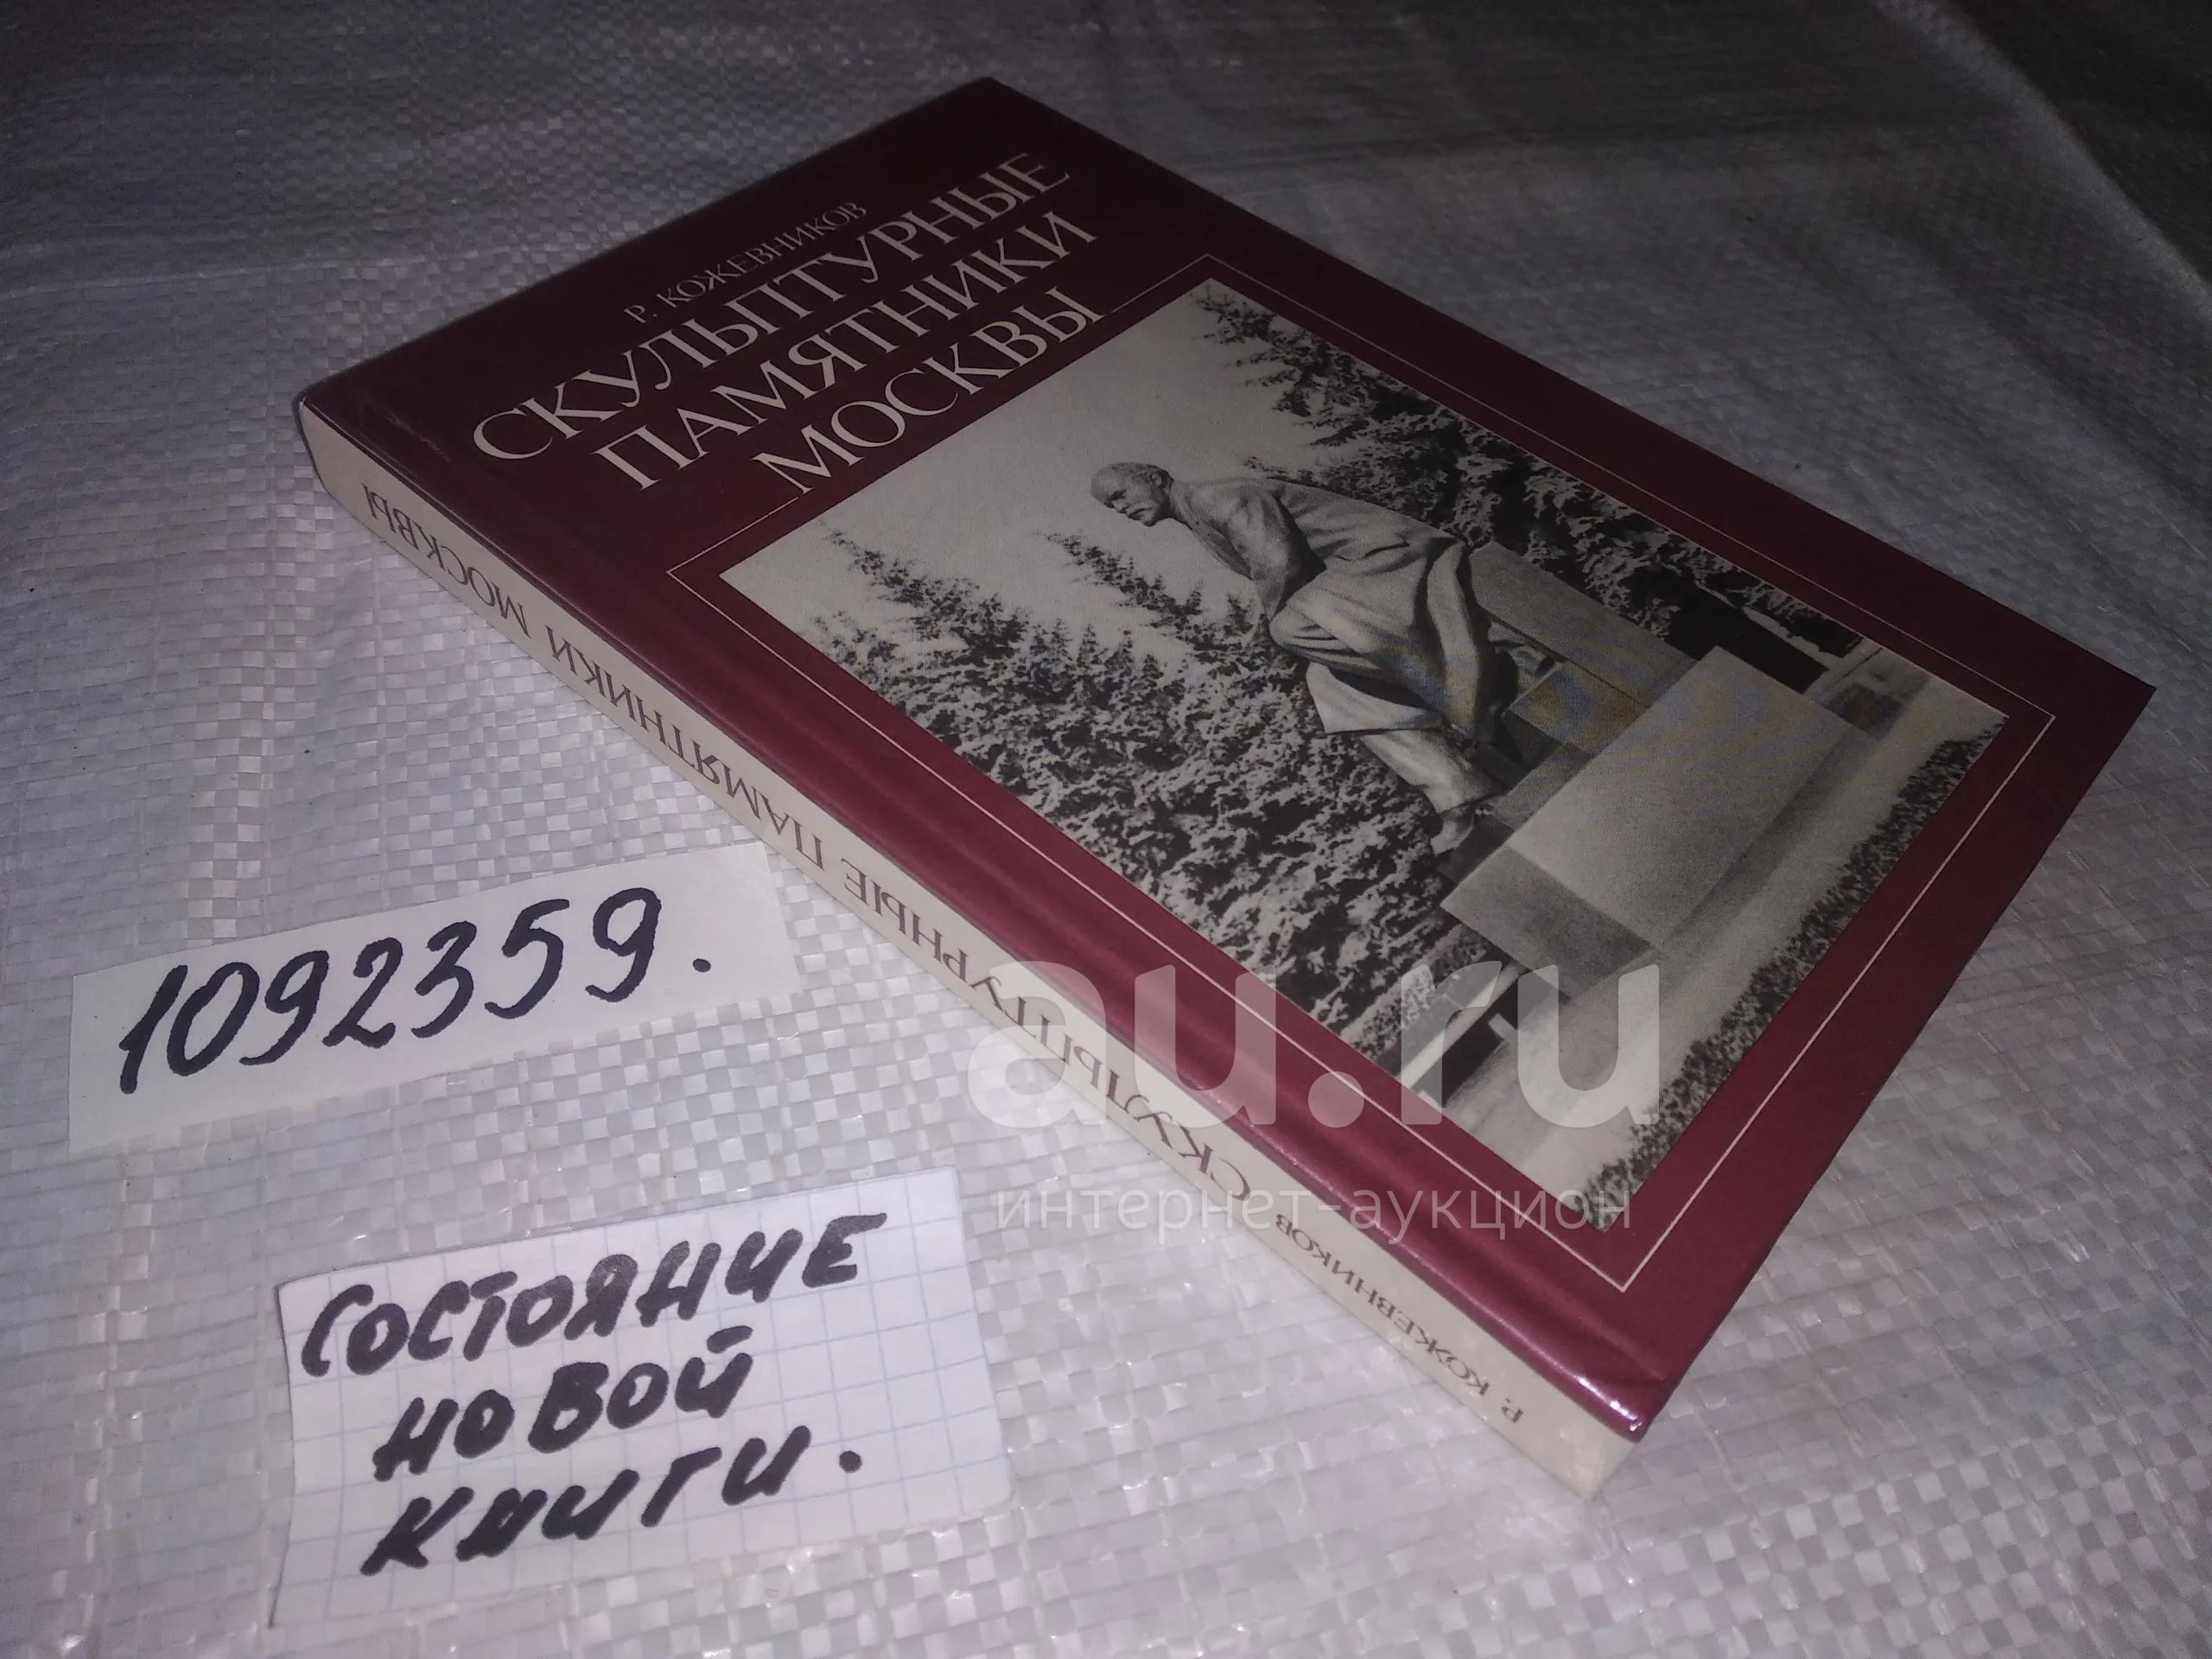 Р. КОЖЕВНИКОВ
СКУЛЬПТУРНЫЕ
ПАМЯТНИКИ
МОСКВЫ
Р. КОЖЕВНИКОВ СКУЛЬПТУРНЫЕ ПАМЯТНИКИ МОСКВЫ
1092359.
СОСТОЯНИЕ
НОВОЙ
КНИГИ.
au.ru
интернет-аукцион